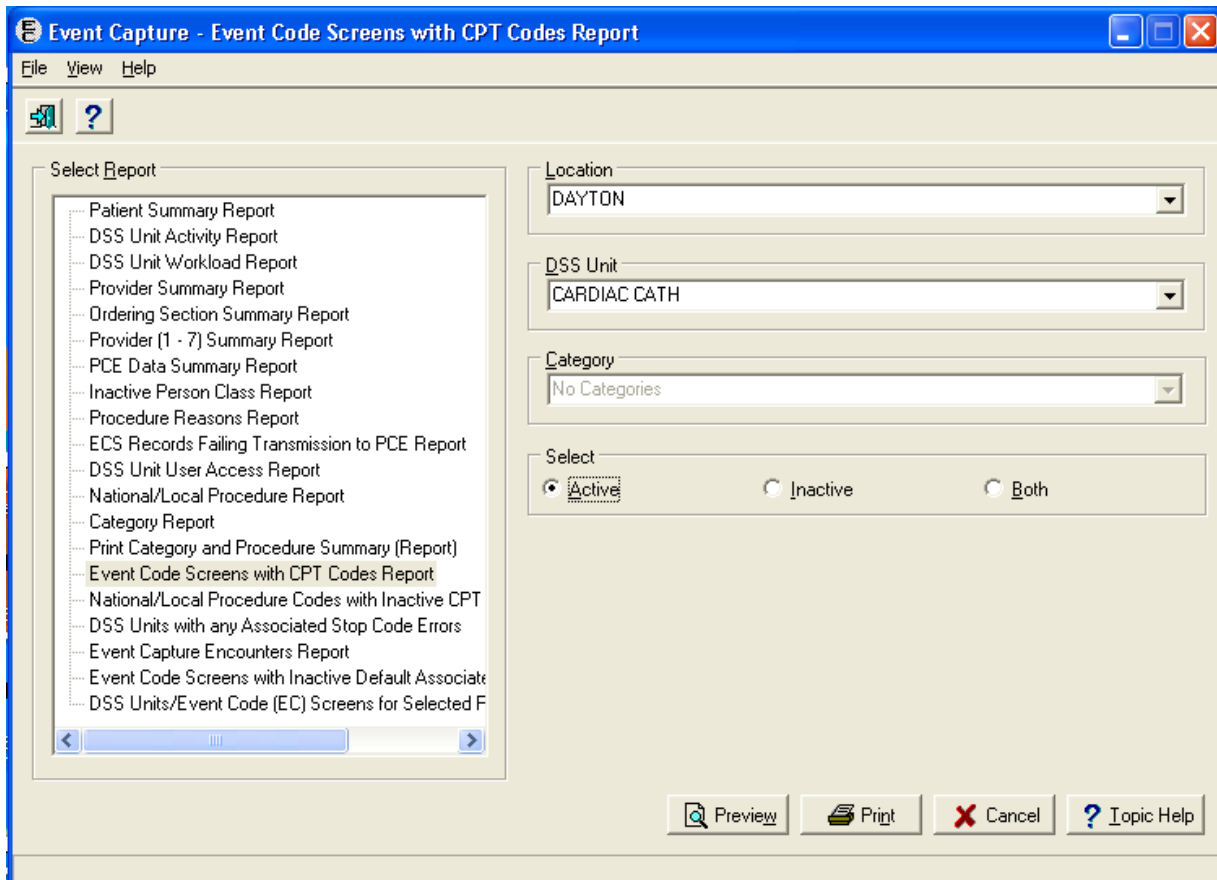 Event Capture - Event Code Screens with CPT Codes Report
File View Help
Select Report
Patient Summary Report
DSS Unit Activity Report
DSS Unit Workload Report
Provider Summary Report
Ordering Section Summary Report
Provider (1 - 7) Summary Report
PCE Data Summary Report
Inactive Person Class Report
Procedure Reasons Report
ECS Records Failing Transmission to PCE Report
DSS Unit User Access Report
National/Local Procedure Report
Category Report
Print Category and Procedure Summary (Report)
Event Code Screens with CPT Codes Report
National/Local Procedure Codes with Inactive CPT
DSS Units with any Associated Stop Code Errors
Event Capture Encounters Report
Event Code Screens with Inactive Default Associate
DSS Units/Event Code (EC) Screens for Selected F
Location
DAYTON
DSS Unit
CARDIAC CATH
Category
No Categories
Select
Active Inactive Both
Preview Print Cancel ? Topic Help